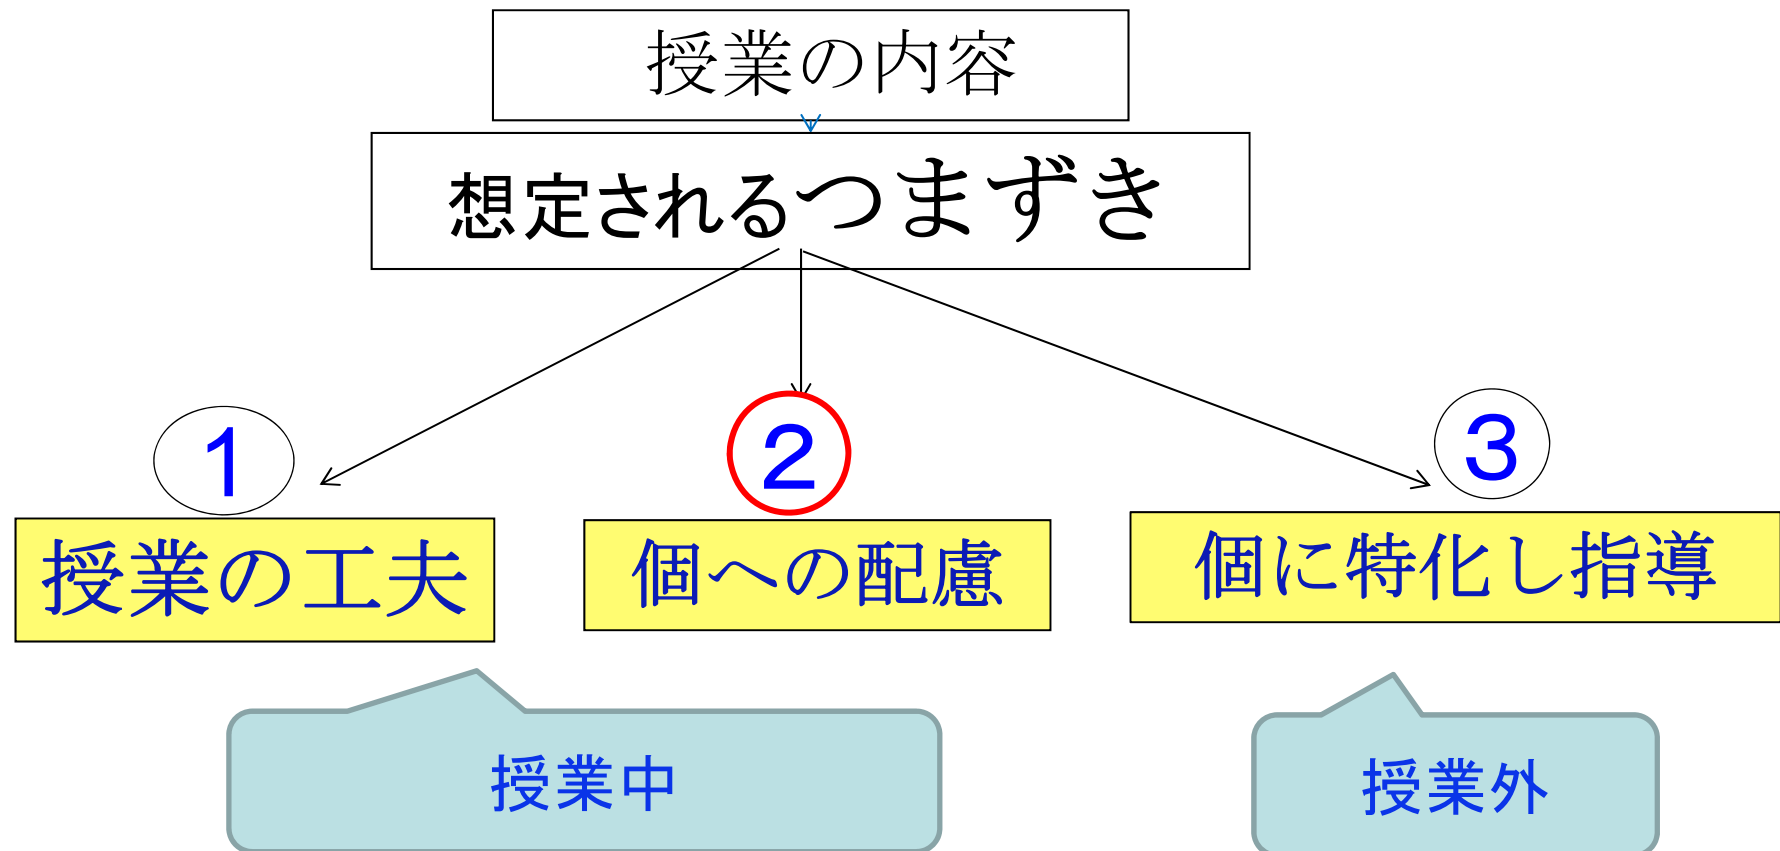 授業の内容
想定されるつまずき
1
2
3
授業の工夫
個への配慮
個に特化し指導
授業中
授業外